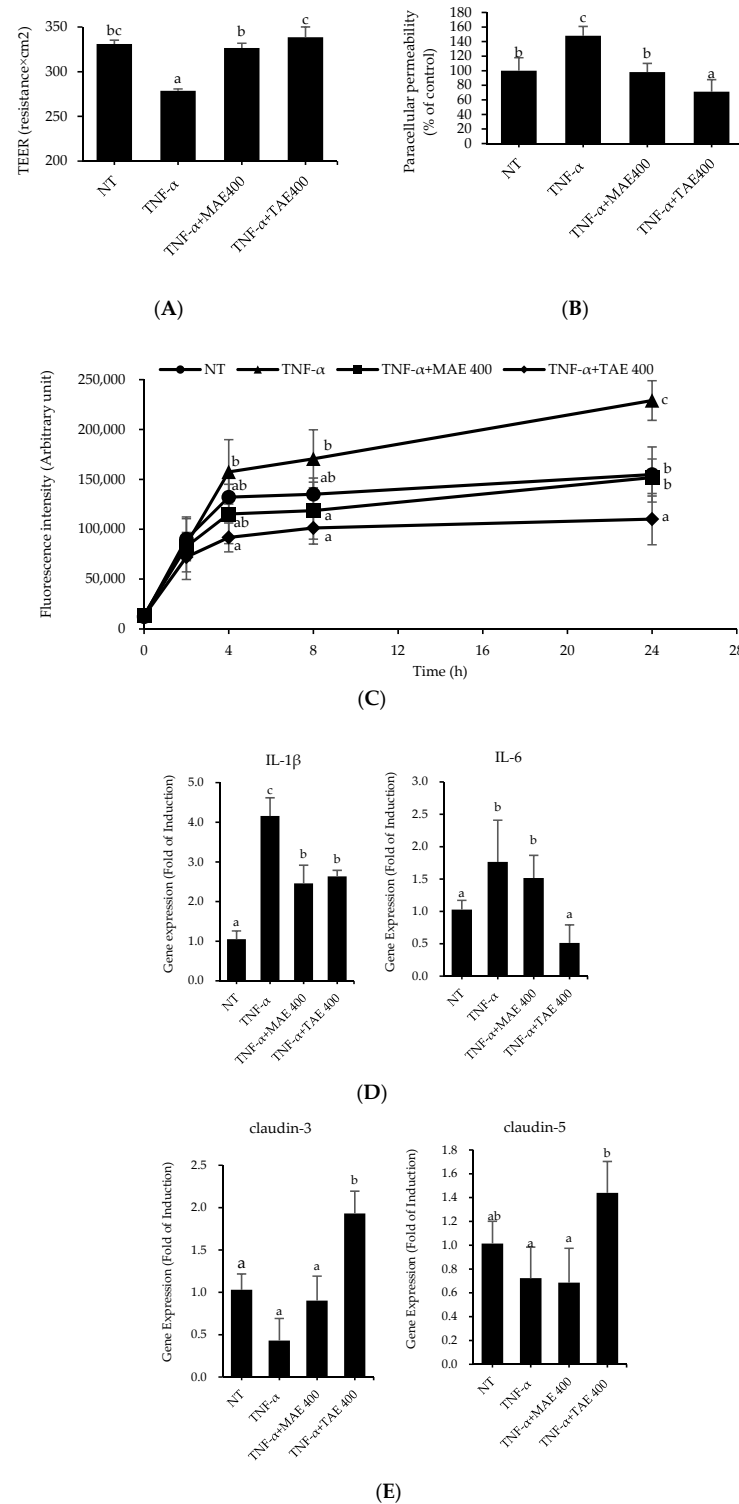 350
300
250
200
TEER (resistance×cm2)
bc
a
b
c
NT
TNF-α
TNF-α+MAE400
TNF-α+TAE400
(A)
180
160
140
120
100
80
60
40
20
0
Paracellular permeability
(% of control)
b
c
b
a
NT
TNF-α
TNF-α+MAE400
TNF-α+TAE400
(B)
NT
TNF-α
TNF-α+MAE 400
TNF-α+TAE 400
250,000
200,000
150,000
100,000
50,000
0
Fluorescence intensity (Arbitrary unit)
b
ab
ab
a
b
ab
a
a
c
b
b
a
0 4 8 12 16 20 24 28
Time (h)
(C)
IL-1β
5.0
4.0
3.0
2.0
1.0
0.0
Gene expression (Fold of Induction)
a
c
b
b
NT
TNF-α
TNF-α+MAE 400
TNF-α+TAE 400
IL-6
3.0
2.5
2.0
1.5
1.0
0.5
0.0
Gene Expression (Fold of Induction)
a
b
b
a
NT
TNF-α
TNF-α+MAE 400
TNF-α+TAE 400
(D)
claudin-3
2.5
2.0
1.5
1.0
0.5
0.0
Gene Expression (Fold of Induction)
a
a
a
b
NT
TNF-α
TNF-α+MAE 400
TNF-α+TAE 400
claudin-5
1.8
1.6
1.4
1.2
1.0
0.8
0.6
0.4
0.2
0.0
Gene Expression (Fold of Induction)
ab
a
a
b
NT
TNF-α
TNF-α+MAE 400
TNF-α+TAE 400
(E)